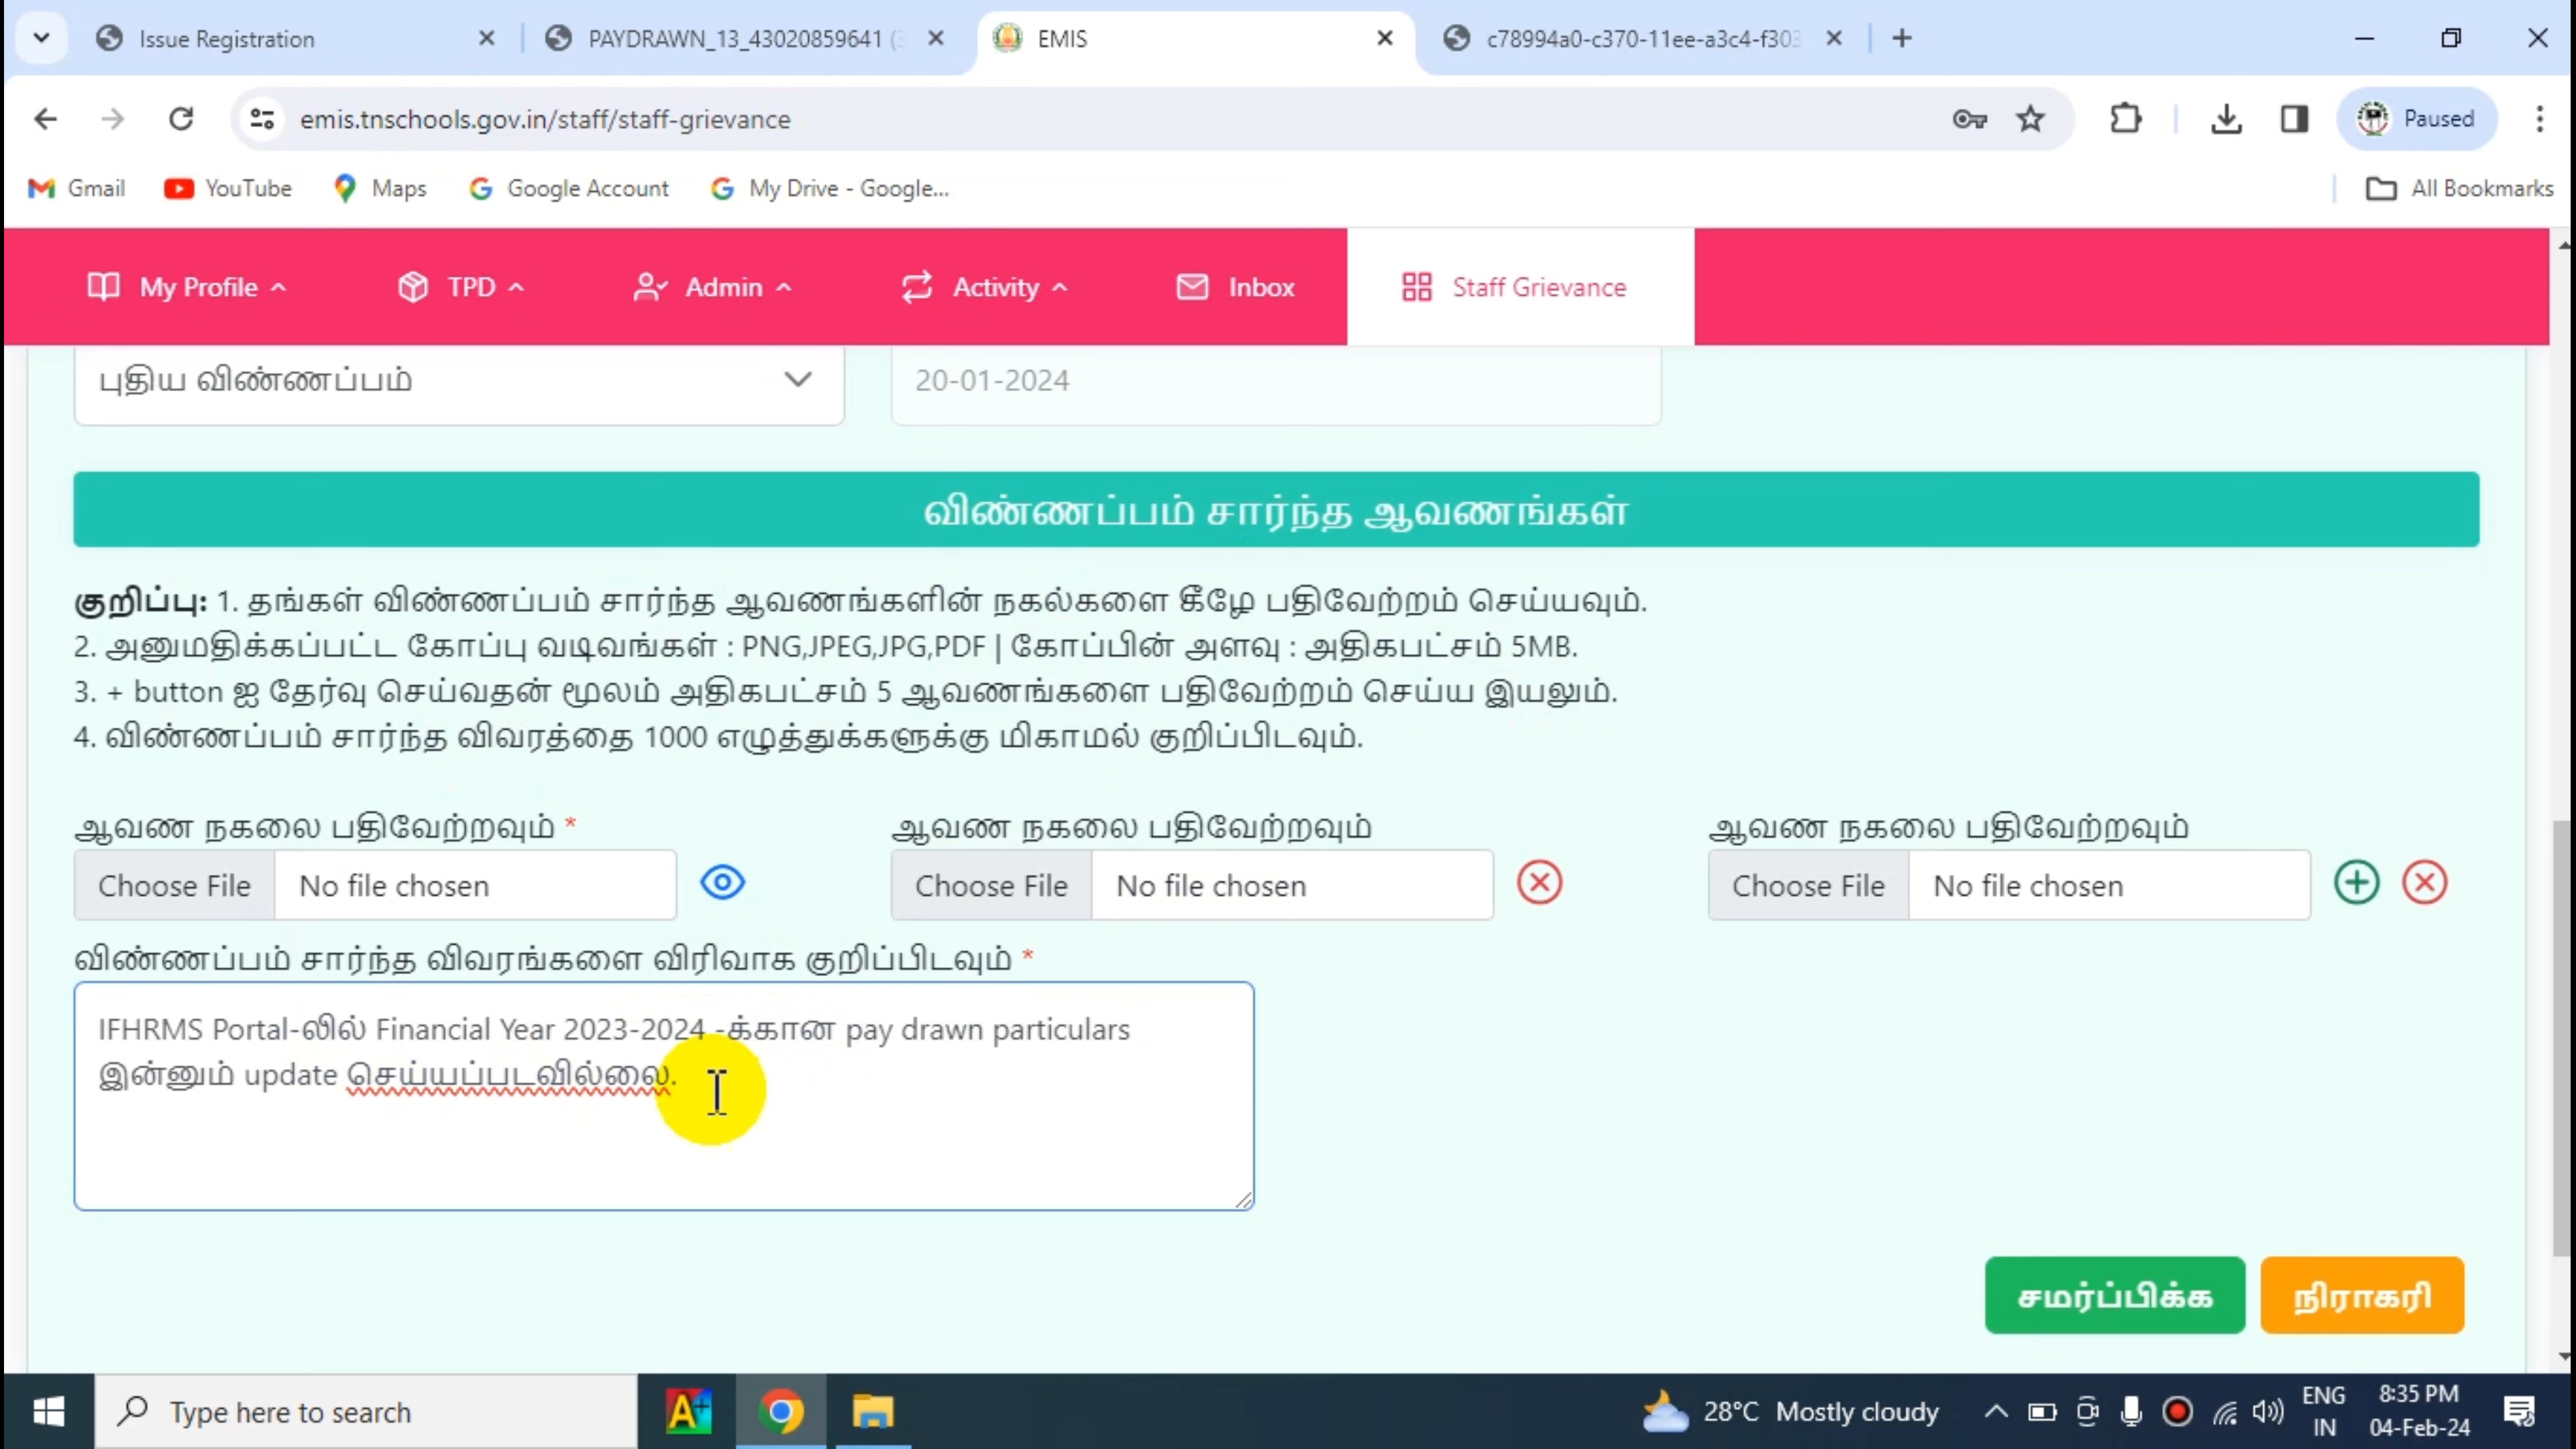 Issue Registration
PAYDRAWN_13_43020859641
EMIS
c78994a0-c370-11ee-a3c4-f303
emis.tnschools.gov.in/staff/staff-grievance
Paused
Gmail
YouTube
Maps
Google Account
My Drive - Google...
All Bookmarks
My Profile
TPD
Admin
Activity
Inbox
Staff Grievance
புதிய விண்ணப்பம்
20-01-2024
விண்ணப்பம் சார்ந்த ஆவணங்கள்
குறிப்பு: 1. தங்கள் விண்ணப்பம் சார்ந்த ஆவணங்களின் நகல்களை கீழே பதிவேற்றம் செய்யவும்.
2. அனுமதிக்கப்பட்ட கோப்பு வடிவங்கள் : PNG,JPEG,JPG,PDF | கோப்பின் அளவு : அதிகபட்சம் 5MB.
3. + button ஐ தேர்வு செய்வதன் மூலம் அதிகபட்சம் 5 ஆவணங்களை பதிவேற்றம் செய்ய இயலும்.
4. விண்ணப்பம் சார்ந்த விவரத்தை 1000 எழுத்துக்களுக்கு மிகாமல் குறிப்பிடவும்.
ஆவண நகலை பதிவேற்றவும் *
ஆவண நகலை பதிவேற்றவும்
ஆவண நகலை பதிவேற்றவும்
Choose File No file chosen
Choose File No file chosen
Choose File No file chosen
விண்ணப்பம் சார்ந்த விவரங்களை விரிவாக குறிப்பிடவும் *
IFHRMS Portal-லில் Financial Year 2023-2024 -க்கான pay drawn particulars
இன்னும் update செய்யப்படவில்லை.
சமர்ப்பிக்க
நிராகரி
Type here to search
28°C Mostly cloudy
ENG
IN
8:35 PM
04-Feb-24